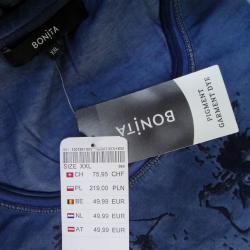 BONiTA
XXL
BONiTA
PIGMENT
GARMENT DYE
SIZE XXL
CH 75,95 CHF
PL 219,00 PLN
BE 49,99 EUR
NL 49,99 EUR
AT 49,99 EUR